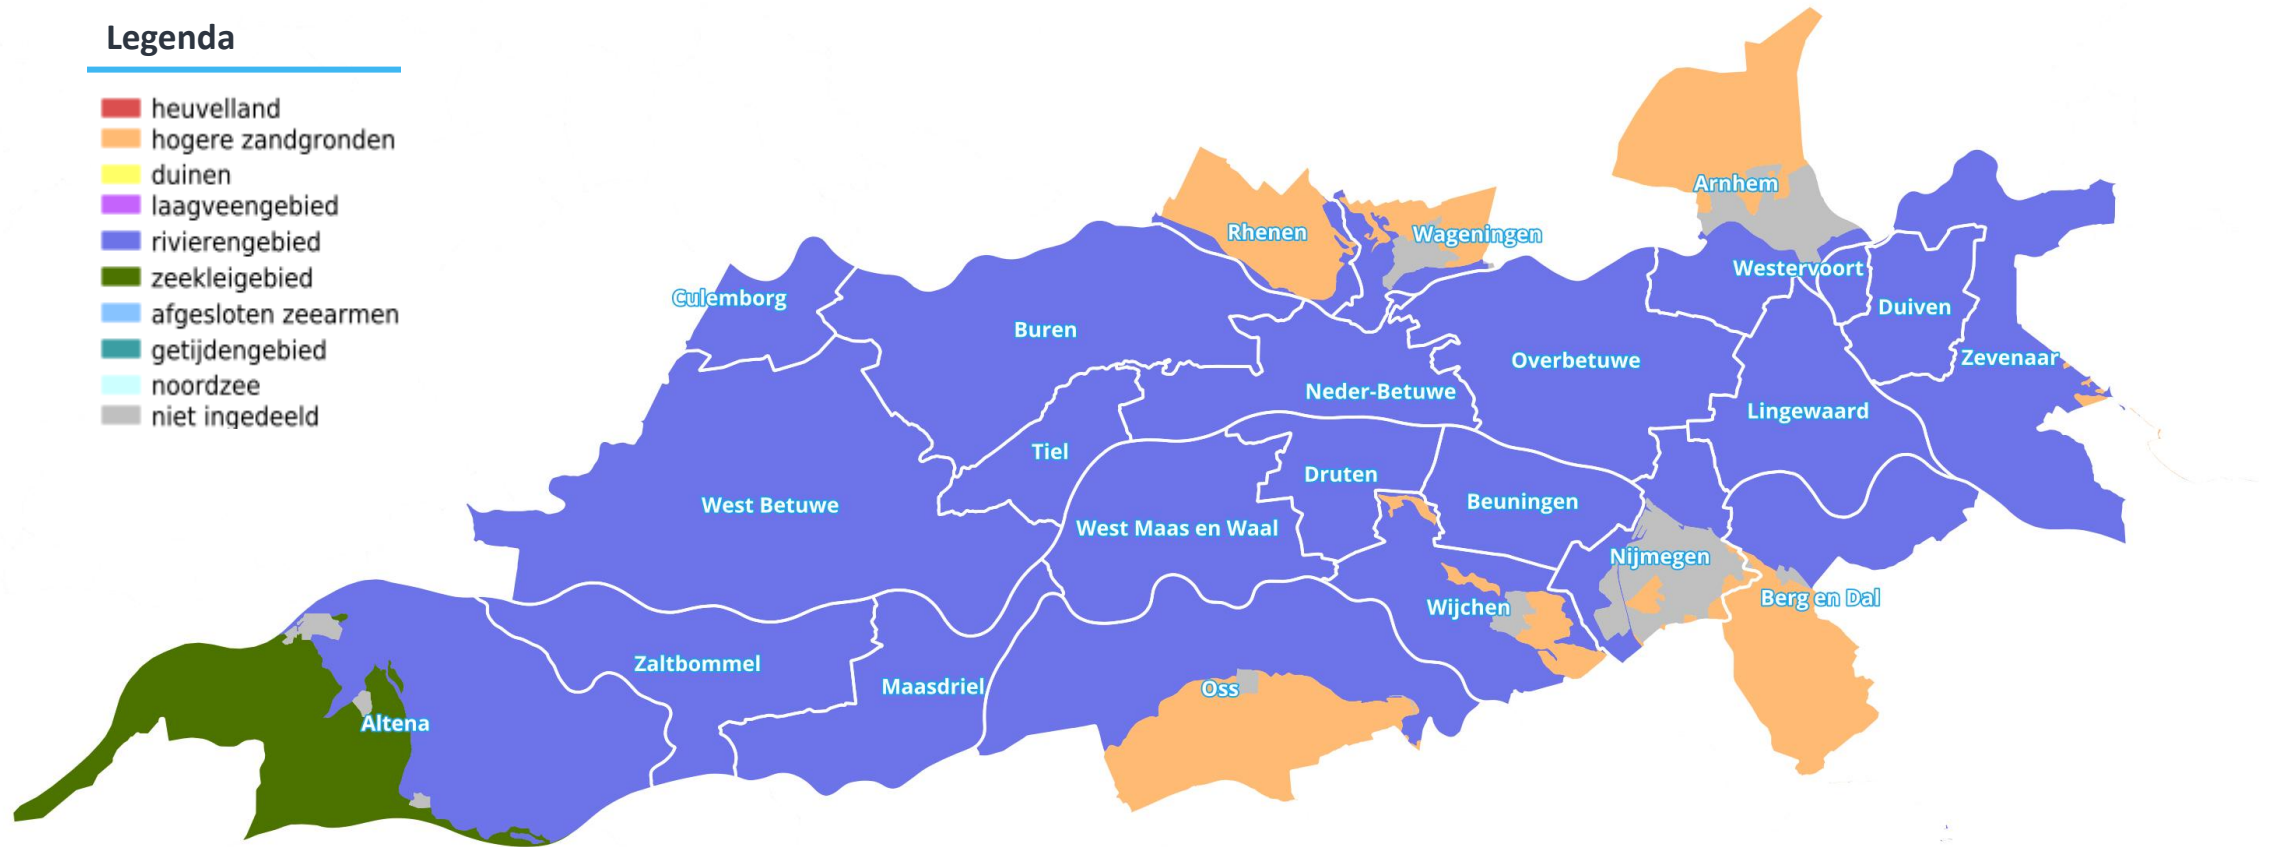 Legenda
heuvelland
hogere zandgronden
duinen
laagveengebied
rivierengebied
zeekleigebied
afgesloten zeearmen
getijdengebied
noordzee
niet ingedeeld
Arnhem
Rhenen
Wageningen
Westervoort
Culemborg
Duiven
Buren
Overbetuwe
Zevenaar
Neder-Betuwe
Lingewaard
Tiel
Druten
West Betuwe
Beuningen
West Maas en Waal
Nijmegen
Berg en Dal
Wijchen
Zaltbommel
Maasdriel
Oss
Altena